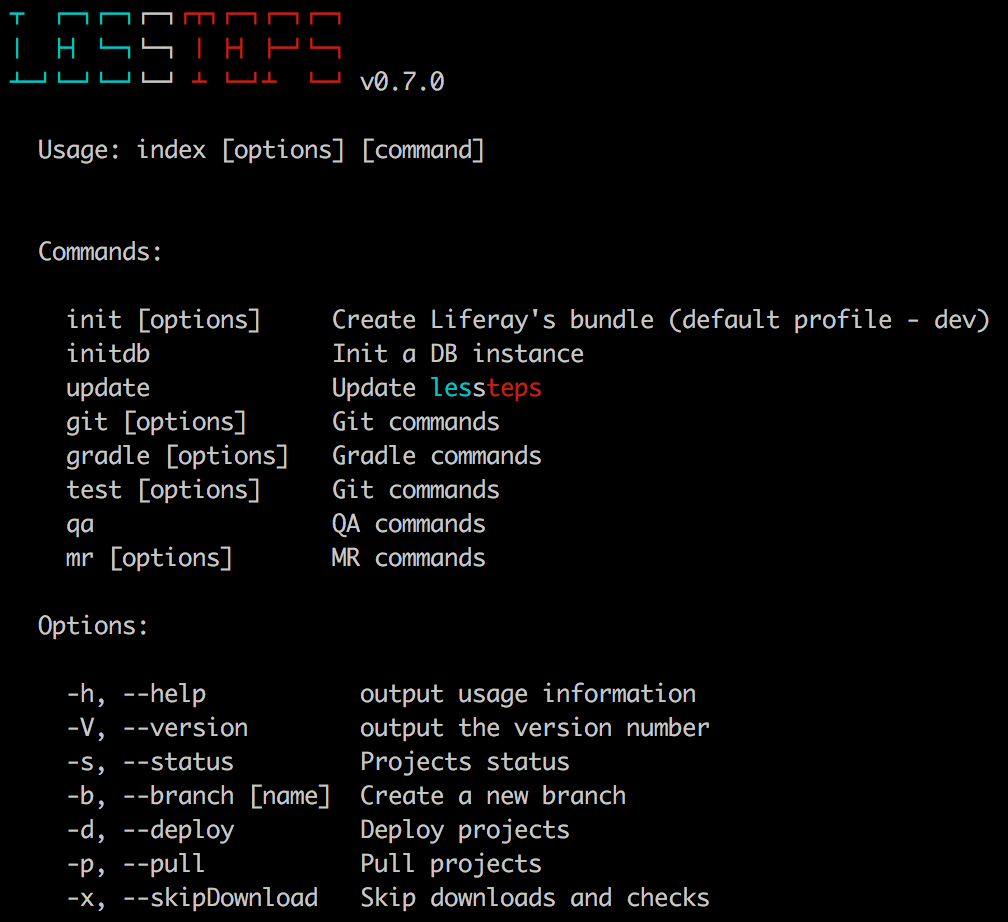 LESSTEPS v0.7.0
Usage: index [options] [command]
Commands:
init [options] Create Liferay's bundle (default profile - dev)
initdb Init a DB instance
update Update lessteps
git [options] Git commands
gradle [options] Gradle commands
test [options] Git commands
qa QA commands
mr [options] MR commands
Options:
-h, --help output usage information
-V, --version output the version number
-s, --status Projects status
-b, --branch [name] Create a new branch
-d, --deploy Deploy projects
-p, --pull Pull projects
-x, --skipDownload Skip downloads and checks